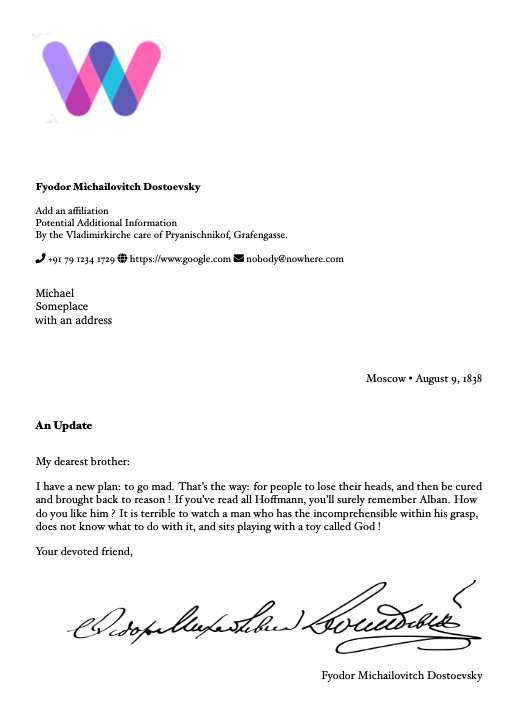 W
Fyodor Michailovitch Dostoevsky
Add an affiliation
Potential Additional Information
By the Vladimirkirche care of Pryanischnikof, Grafengasse.
+91 79 1234 1729 https://www.google.com nobody@nowhere.com
Michael
Someplace
with an address
Moscow • August 9, 1838
An Update
My dearest brother:
I have a new plan: to go mad. That’s the way: for people to lose their heads, and then be cured
and brought back to reason ! If you’ve read all Hoffmann, you’ll surely remember Alban. How
do you like him ? It is terrible to watch a man who has the incomprehensible within his grasp,
does not know what to do with it, and sits playing with a toy called God !
Your devoted friend,
Fyodor Michailovitch Dostoevsky